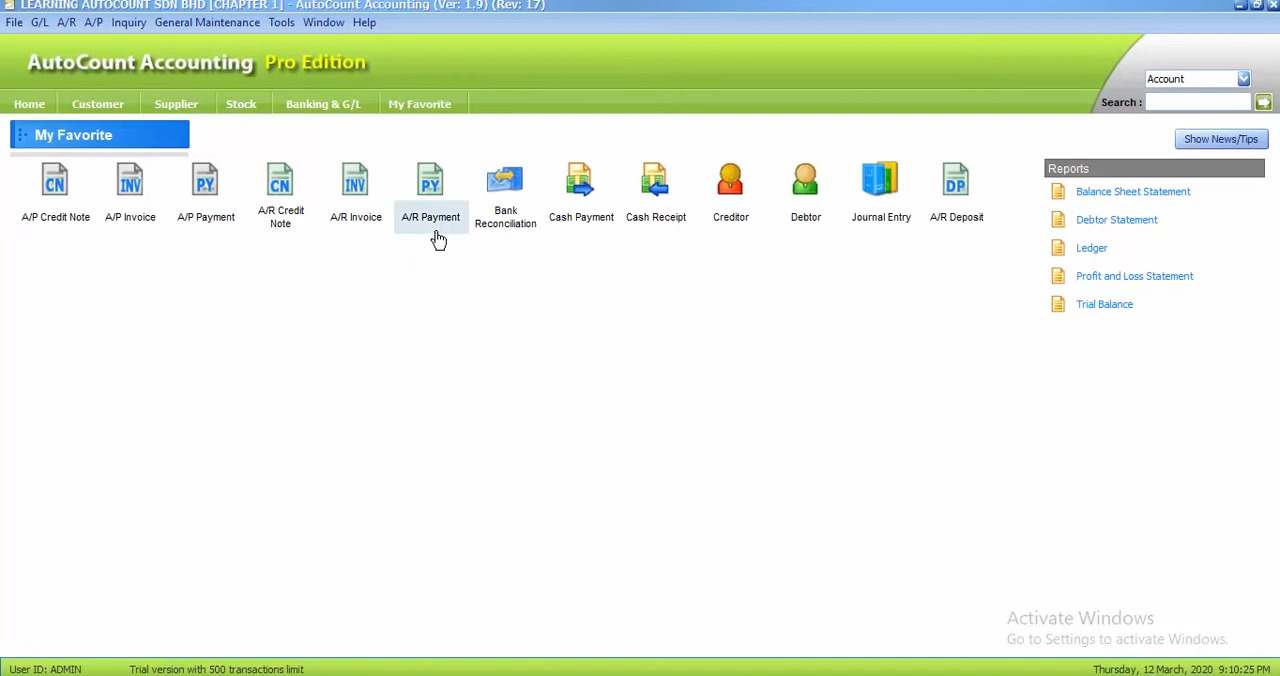 LEARNING AUTOCOUNT SDN BHD [CHAPTER 1] - AutoCount Accounting (Ver: 1.9) (Rev: 17)
File G/L A/R A/P Inquiry General Maintenance Tools Window Help
AutoCount Accounting Pro Edition
Account
Search :
Home Customer Supplier Stock Banking & G/L My Favorite
My Favorite
Show News/Tips
CN INV PY CN INV PY DP
A/P Credit Note A/P Invoice A/P Payment A/R Credit Note A/R Invoice A/R Payment Bank Reconciliation Cash Payment Cash Receipt Creditor Debtor Journal Entry A/R Deposit
Reports
Balance Sheet Statement
Debtor Statement
Ledger
Profit and Loss Statement
Trial Balance
Activate Windows
Go to Settings to activate Windows.
User ID: ADMIN Trial version with 500 transactions limit Thursday, 12 March, 2020 9:10:25 PM